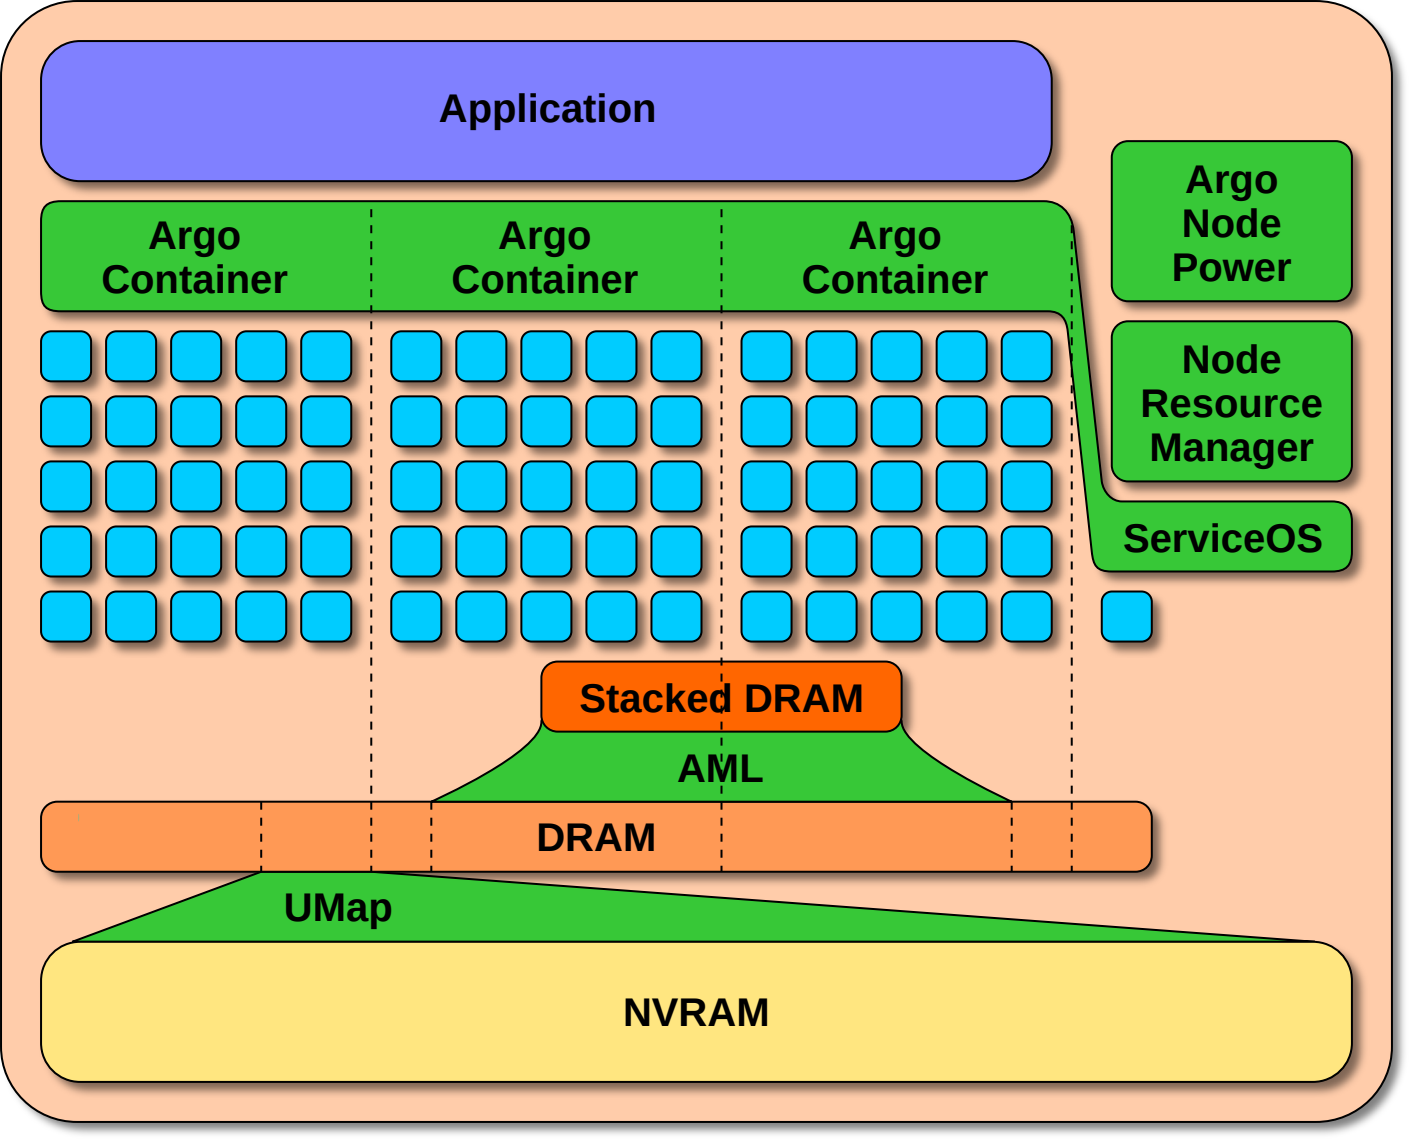 Application
Argo
Container
Argo
Container
Argo
Container
Argo
Node
Power
Node
Resource
Manager
ServiceOS
Stacked DRAM
AML
DRAM
UMap
NVRAM